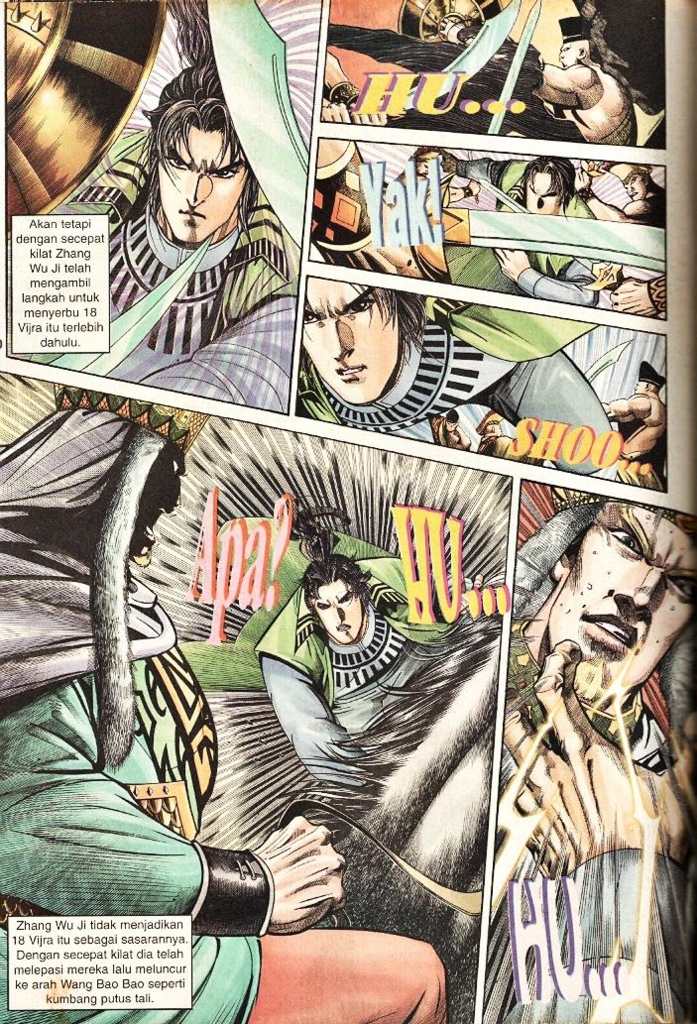 HU...
Akan tetapi
dengan secepat
kilat Zhang
Wu Ji telah
mengambil
langkah untuk
menyerbu 18
Vijra itu terlebih
dahulu.
Yak!
SHOO...
Apa?
HU...
Zhang Wu Ji tidak menjadikan
18 Vijra itu sebagai sasarannya.
Dengan secepat kilat dia telah
melepasi mereka lalu meluncur
ke arah Wang Bao Bao seperti
kumbang putus tali.
HU...